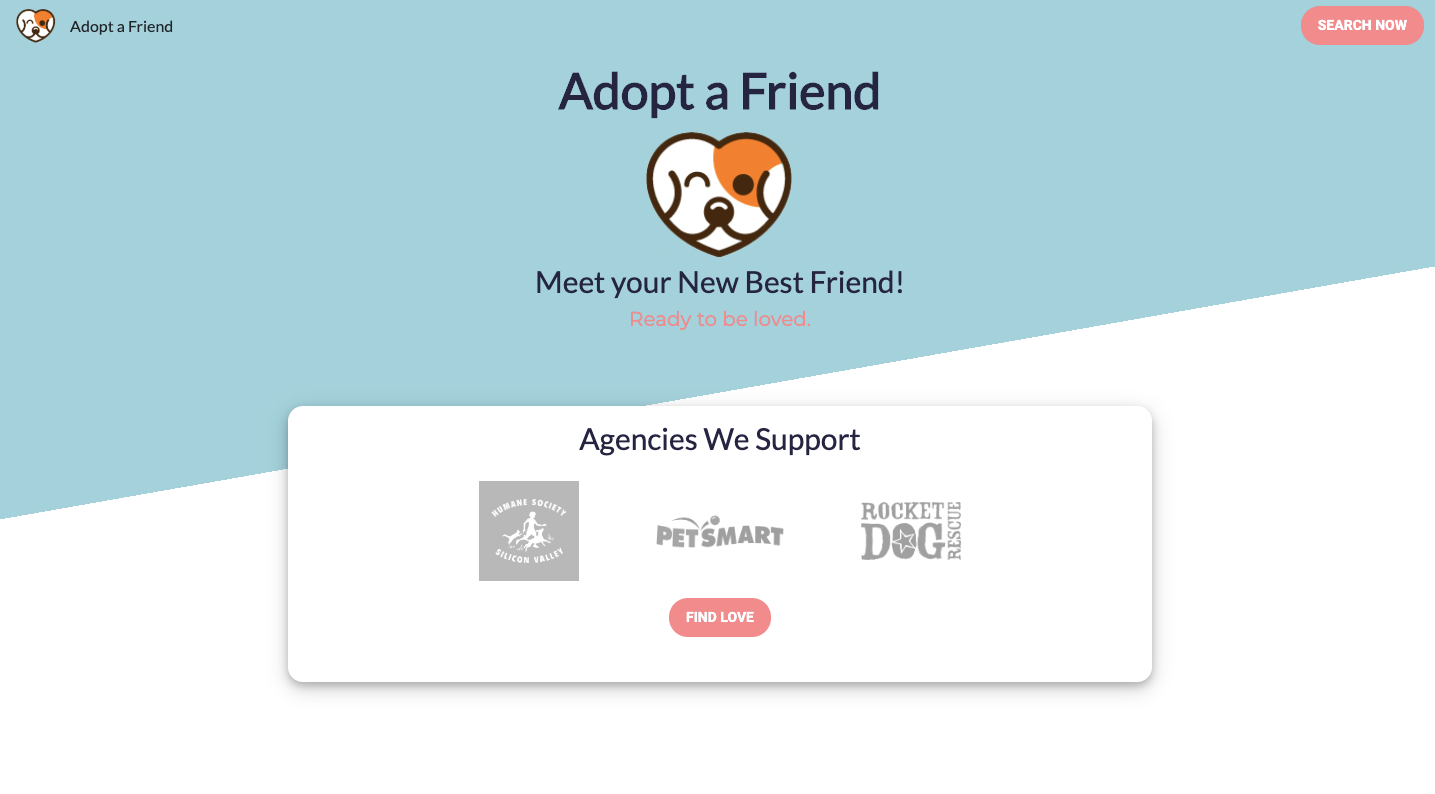 Adopt a Friend
SEARCH NOW
Adopt a Friend
Meet your New Best Friend!
Ready to be loved.
Agencies We Support
HUMANE SOCIETY
SILICON VALLEY
PETSMART
ROCKET
DOG
RESCUE
FIND LOVE